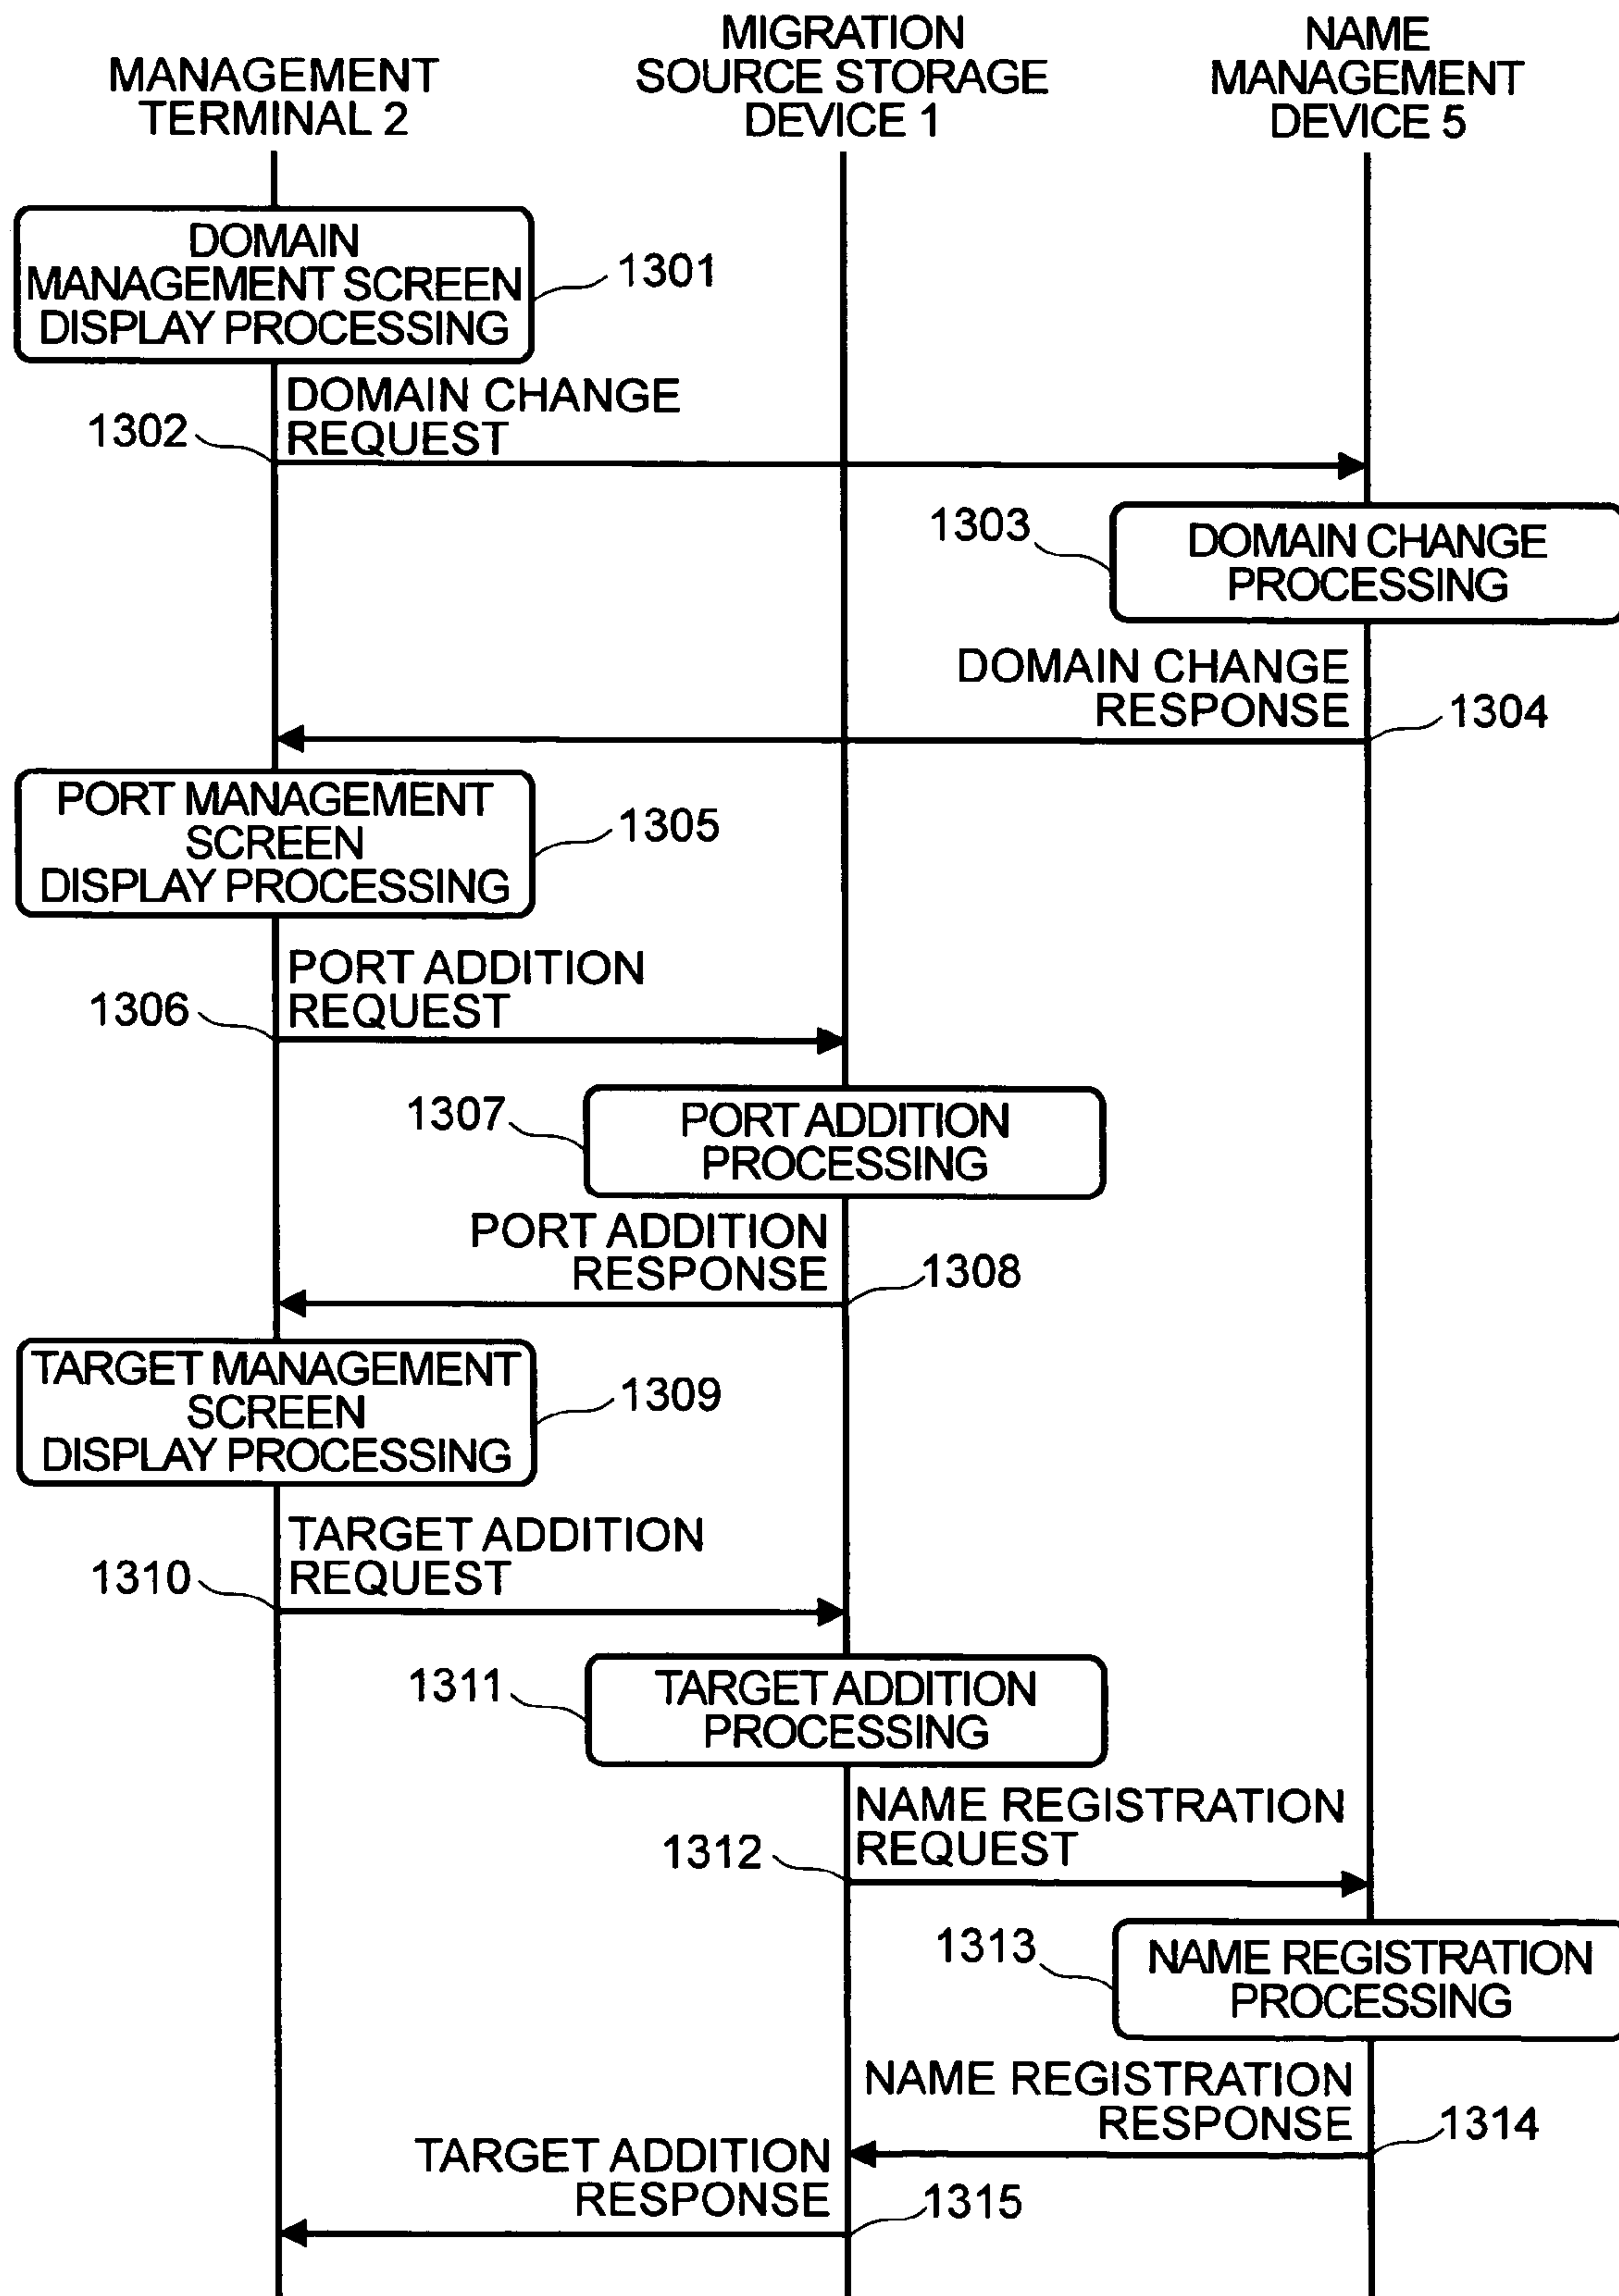 MANAGEMENT
TERMINAL 2
MIGRATION
SOURCE STORAGE
DEVICE 1
NAME
MANAGEMENT
DEVICE 5
DOMAIN
MANAGEMENT SCREEN
DISPLAY PROCESSING
1301
DOMAIN CHANGE
REQUEST
1302
1303
DOMAIN CHANGE
PROCESSING
DOMAIN CHANGE
RESPONSE
1304
PORT MANAGEMENT
SCREEN
DISPLAY PROCESSING
1305
PORT ADDITION
REQUEST
1306
1307
PORT ADDITION
PROCESSING
PORT ADDITION
RESPONSE
1308
TARGET MANAGEMENT
SCREEN
DISPLAY PROCESSING
1309
TARGET ADDITION
REQUEST
1310
1311
TARGET ADDITION
PROCESSING
NAME REGISTRATION
REQUEST
1312
1313
NAME REGISTRATION
PROCESSING
NAME REGISTRATION
RESPONSE
1314
TARGET ADDITION
RESPONSE
1315